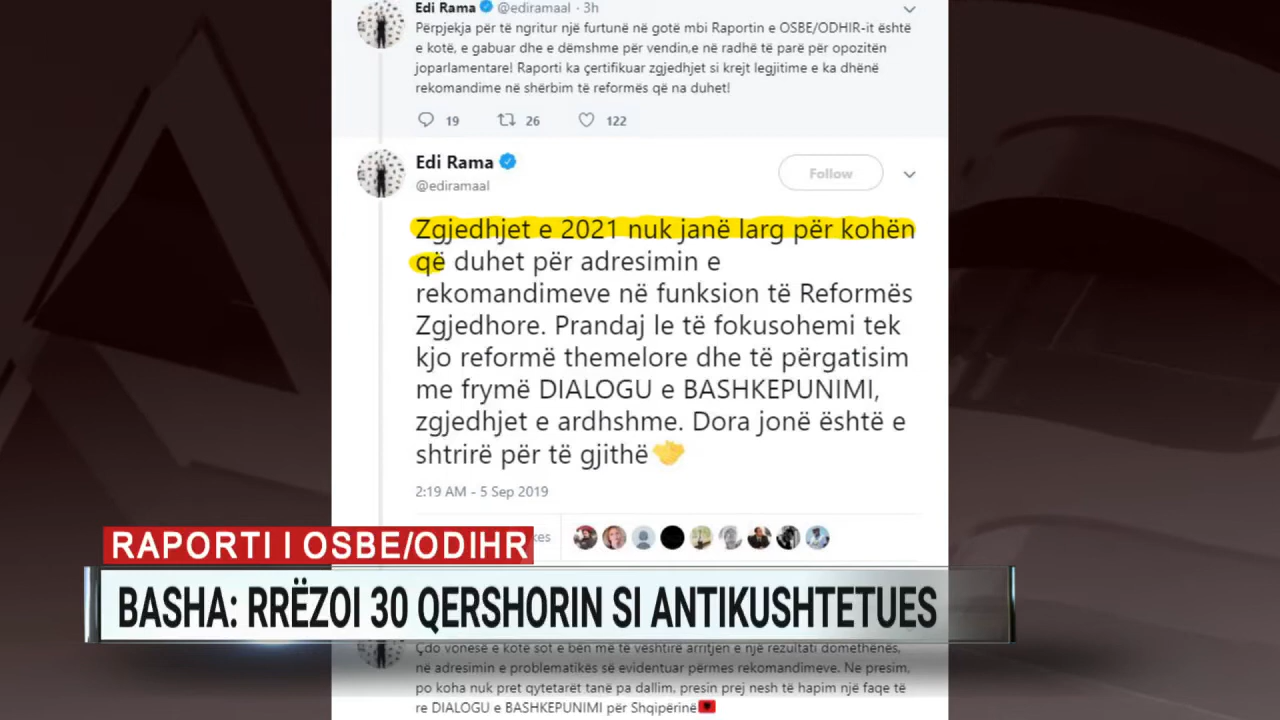 Edi Rama @ediramaal · 3h
Përpjekja për të ngritur një furtunë në gotë mbi Raportin e OSBE/ODHIR-it është
e kotë, e gabuar dhe e dëmshme për vendin,e në radhë të parë për opozitën
joparlamentare! Raporti ka çertifikuar zgjedhjet si krejt legjitime e ka dhënë
rekomandime në shërbim të reformës që na duhet!
19 26 122
Edi Rama
@ediramaal
Follow
Zgjedhjet e 2021 nuk janë larg për kohën
që duhet për adresimin e
rekomandimeve në funksion të Reformës
Zgjedhore. Prandaj le të fokusohemi tek
kjo reformë themelore dhe të përgatisim
me frymë DIALOGU e BASHKEPUNIMI,
zgjedhjet e ardhshme. Dora jonë është e
shtrirë për të gjithë
2:19 AM - 5 Sep 2019
RAPORTI I OSBE/ODIHR
BASHA: RRËZOI 30 QERSHORIN SI ANTIKUSHTETUES
Çdo vonesë e kotë sot e bën më të vështirë arritjen e një rezultati domethënës,
në adresimin e problematikës së evidentuar përmes rekomandimeve. Ne presim,
po koha nuk pret qytetarët tanë pa dallim, presin prej nesh të hapim një faqe të
re DIALOGU e BASHKEPUNIMI për Shqipërinë